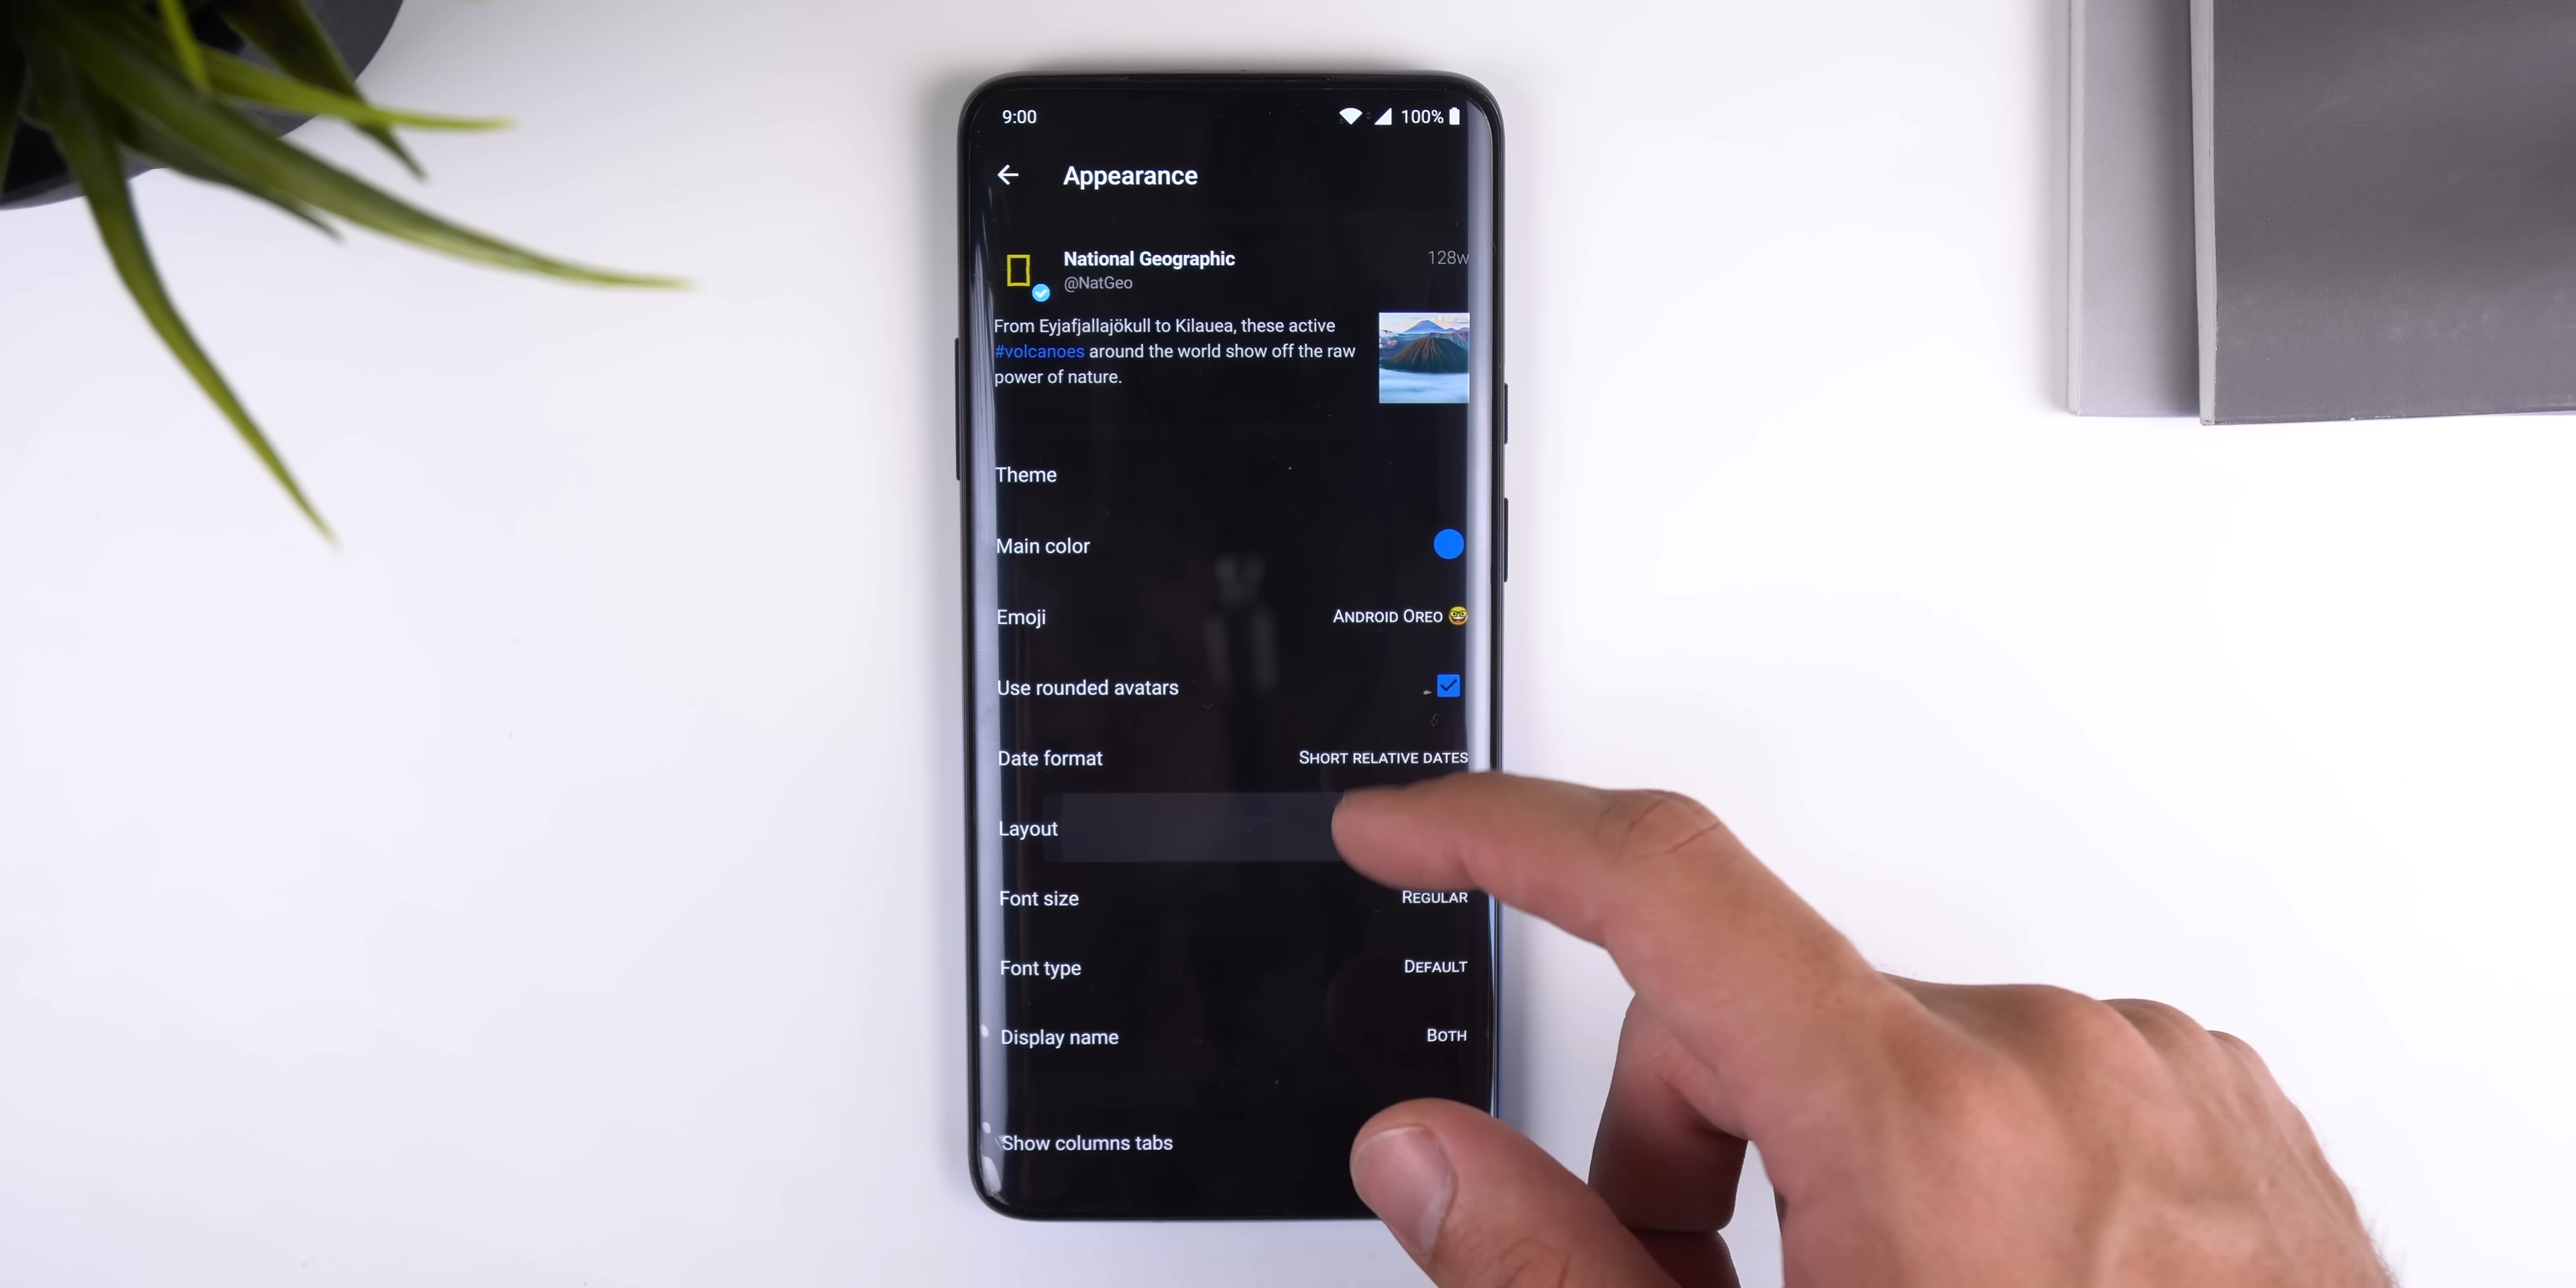 9:00 100%
Appearance
National Geographic 128w
@NatGeo
From Eyjafjallajökull to Kilauea, these active
#volcanoes around the world show off the raw
power of nature.
Theme
Main color
Emoji ANDROID OREO 🤓
Use rounded avatars
Date format SHORT RELATIVE DATES
Layout
Font size REGULAR
Font type DEFAULT
Display name BOTH
Show columns tabs